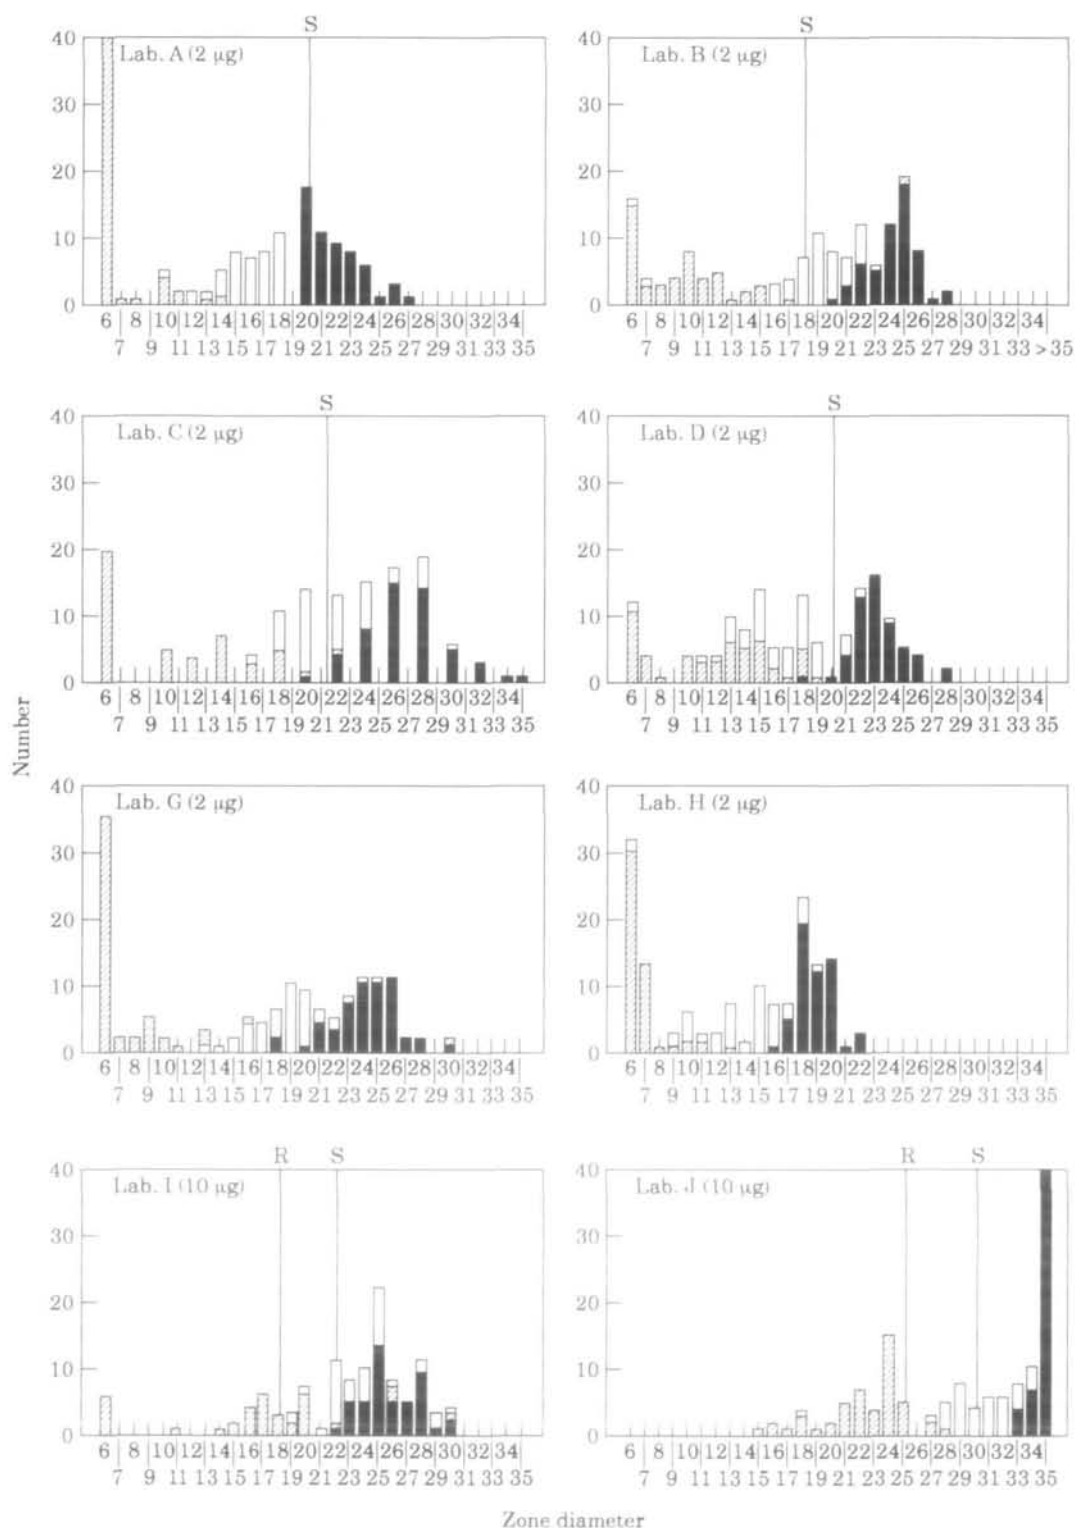 S S
40 Lab. A (2 µg) 40 Lab. B (2 µg)
30 30
20 20
10 10
0 0
6 8 10 12 14 16 18 20 22 24 26 28 30 32 34 6 8 10 12 14 16 18 20 22 24 26 28 30 32 34
7 9 11 13 15 17 19 21 23 25 27 29 31 33 35 7 9 11 13 15 17 19 21 23 25 27 29 31 33 >35
S S
40 Lab. C (2 µg) 40 Lab. D (2 µg)
30 30
20 20
10 10
0 0
6 8 10 12 14 16 18 20 22 24 26 28 30 32 34 6 8 10 12 14 16 18 20 22 24 26 28 30 32 34
7 9 11 13 15 17 19 21 23 25 27 29 31 33 35 7 9 11 13 15 17 19 21 23 25 27 29 31 33 35
Number
40 Lab. G (2 µg) 40 Lab. H (2 µg)
30 30
20 20
10 10
0 0
6 8 10 12 14 16 18 20 22 24 26 28 30 32 34 6 8 10 12 14 16 18 20 22 24 26 28 30 32 34
7 9 11 13 15 17 19 21 23 25 27 29 31 33 35 7 9 11 13 15 17 19 21 23 25 27 29 31 33 35
R S R S
40 Lab. I (10 µg) 40 Lab. J (10 µg)
30 30
20 20
10 10
0 0
6 8 10 12 14 16 18 20 22 24 26 28 30 32 34 6 8 10 12 14 16 18 20 22 24 26 28 30 32 34
7 9 11 13 15 17 19 21 23 25 27 29 31 33 35 7 9 11 13 15 17 19 21 23 25 27 29 31 33 35
Zone diameter